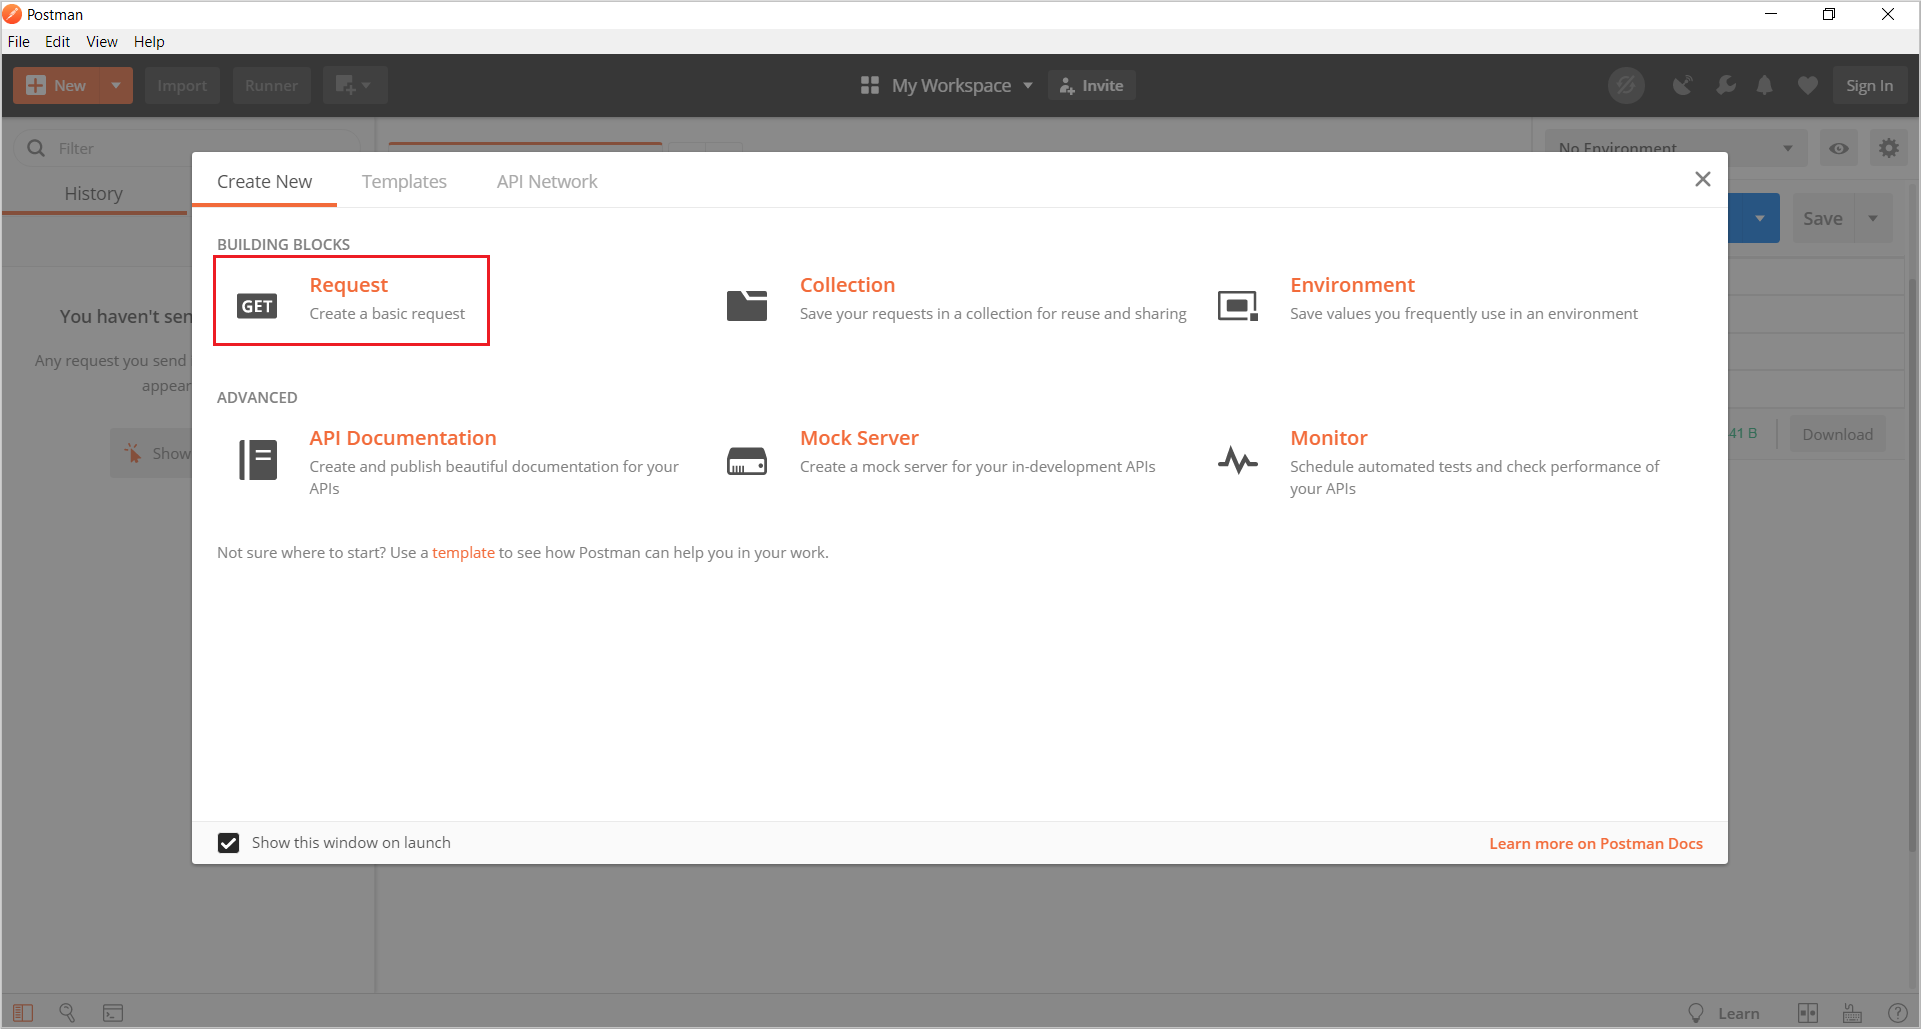 Postman
File Edit View Help
New Import Runner My Workspace Invite Sign In
Filter
No Environment
History
Create New Templates API Network
Save
BUILDING BLOCKS
GET
Request
Create a basic request
Collection
Save your requests in a collection for reuse and sharing
Environment
Save values you frequently use in an environment
You haven't sen
Any request you send
appear
Show
ADVANCED
API Documentation
Create and publish beautiful documentation for your
APIs
Mock Server
Create a mock server for your in-development APIs
Monitor
Schedule automated tests and check performance of
your APIs
41 B Download
Not sure where to start? Use a template to see how Postman can help you in your work.
Show this window on launch
Learn more on Postman Docs
Learn